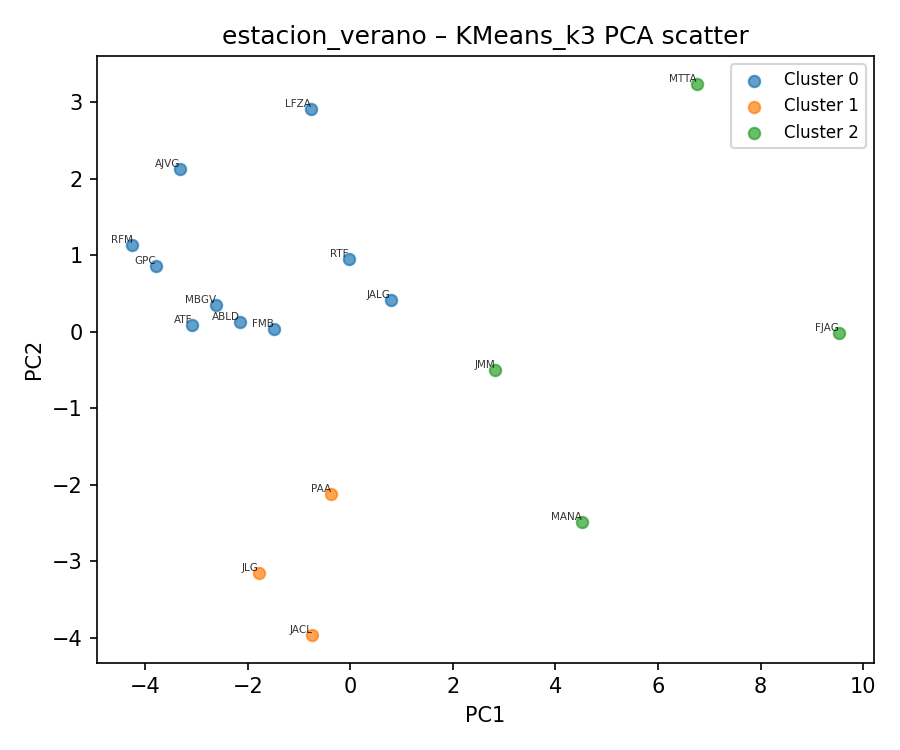 estacion_verano – KMeans_k3 PCA scatter
Cluster 0
Cluster 1
Cluster 2
MTTA
LFZA
AJVG
RFM
GPC
RTF
MBGV
JALG
ATF
ABLD
FMB
FJAG
JMM
PAA
MANA
JLG
JACL
3
2
1
0
−1
−2
−3
−4
PC2
−4
−2
0
2
4
6
8
10
PC1